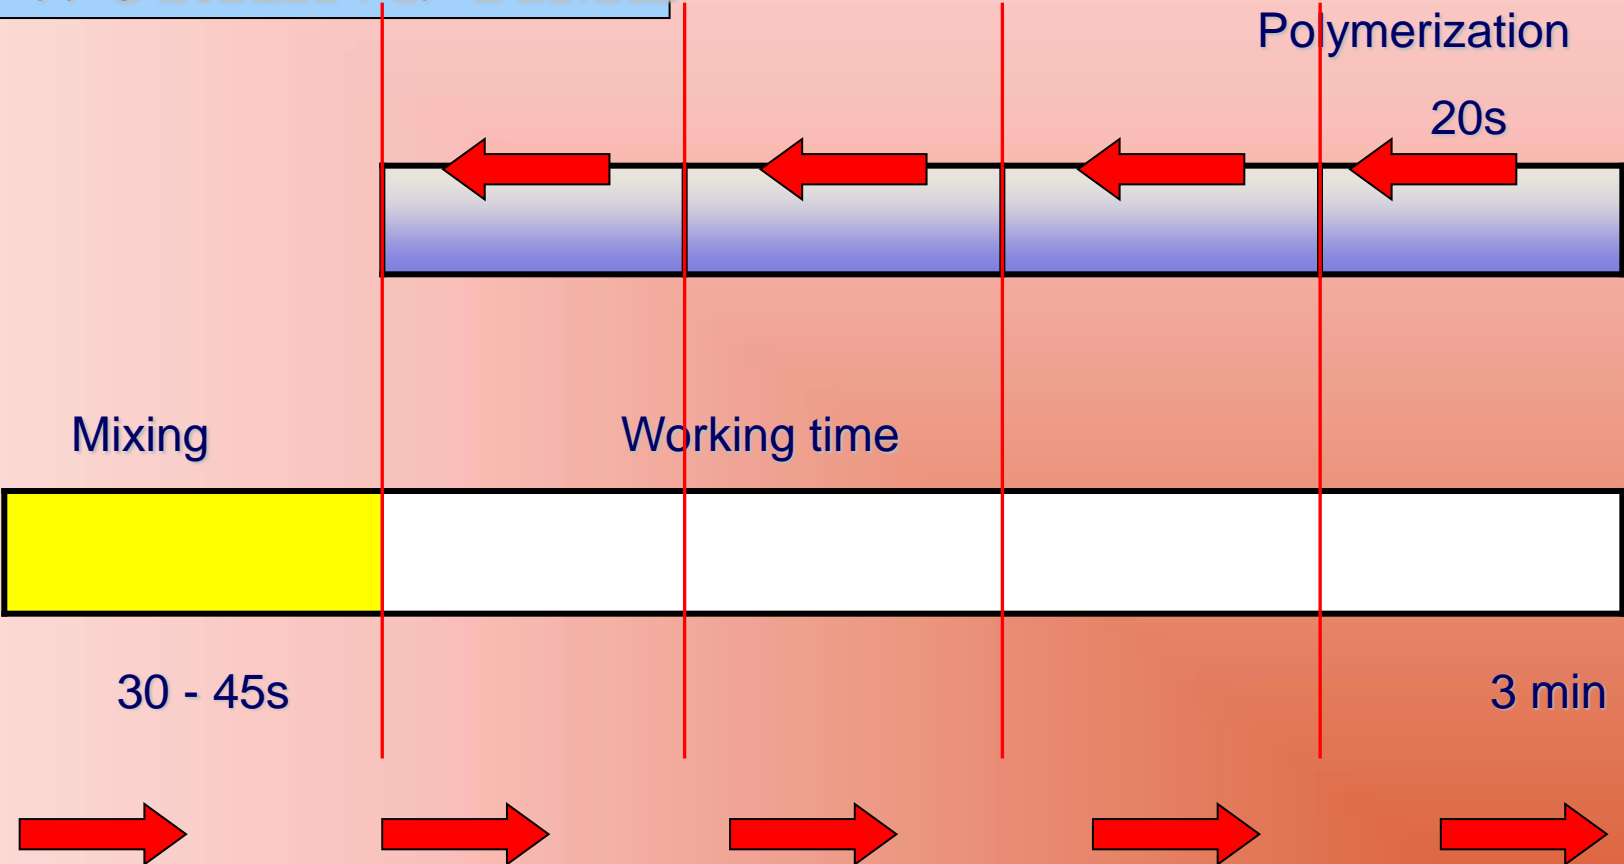 Polymerization
20s
Mixing
Working time
30 - 45s
3 min